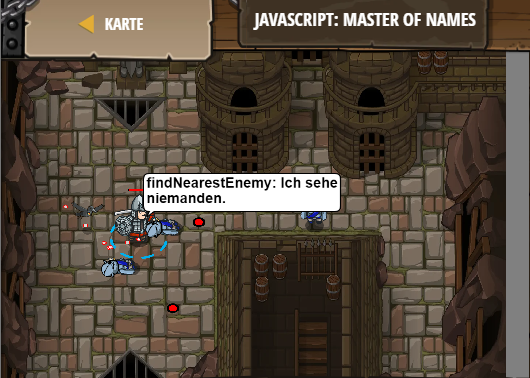 KARTE
JAVASCRIPT: MASTER OF NAMES
findNearestEnemy: Ich sehe
niemanden.